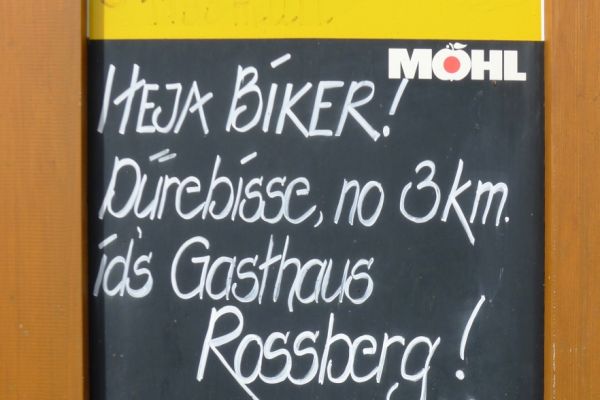 MÖHL
HEJA BIKER!
Dürebisse, no 3km.
id's Gasthaus
Rossberg!